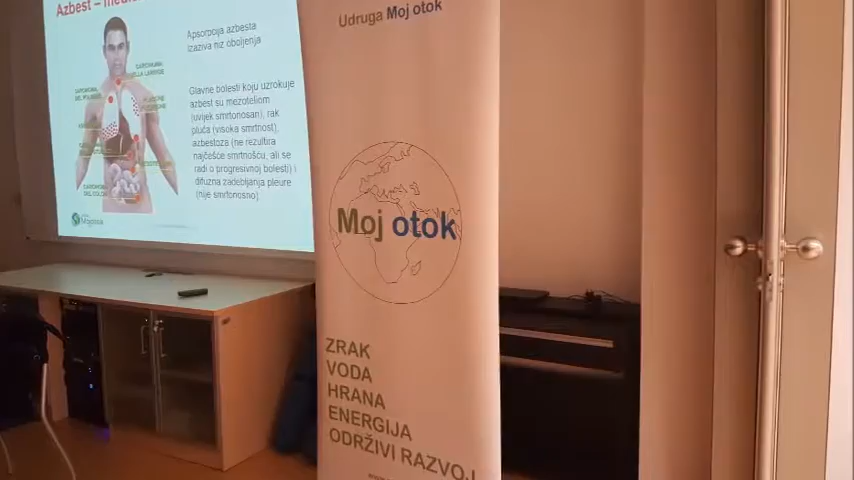 Azbest –
Apsorpcija azbesta
izaziva niz oboljenja
Glavne bolesti koju uzrokuje
azbest su mezoteliom
(uvijek smrtonosan), rak
pluća (visoka smrtnost),
azbestoza (ne rezultira
najčešće smrtnošću, ali se
radi o progresivnoj bolesti) i
difuzna zadebljanja pleure
(nije smrtonosno)
Udruga Moj otok
Moj otok
ZRAK
VODA
HRANA
ENERGIJA
ODRŽIVI RAZVOJ